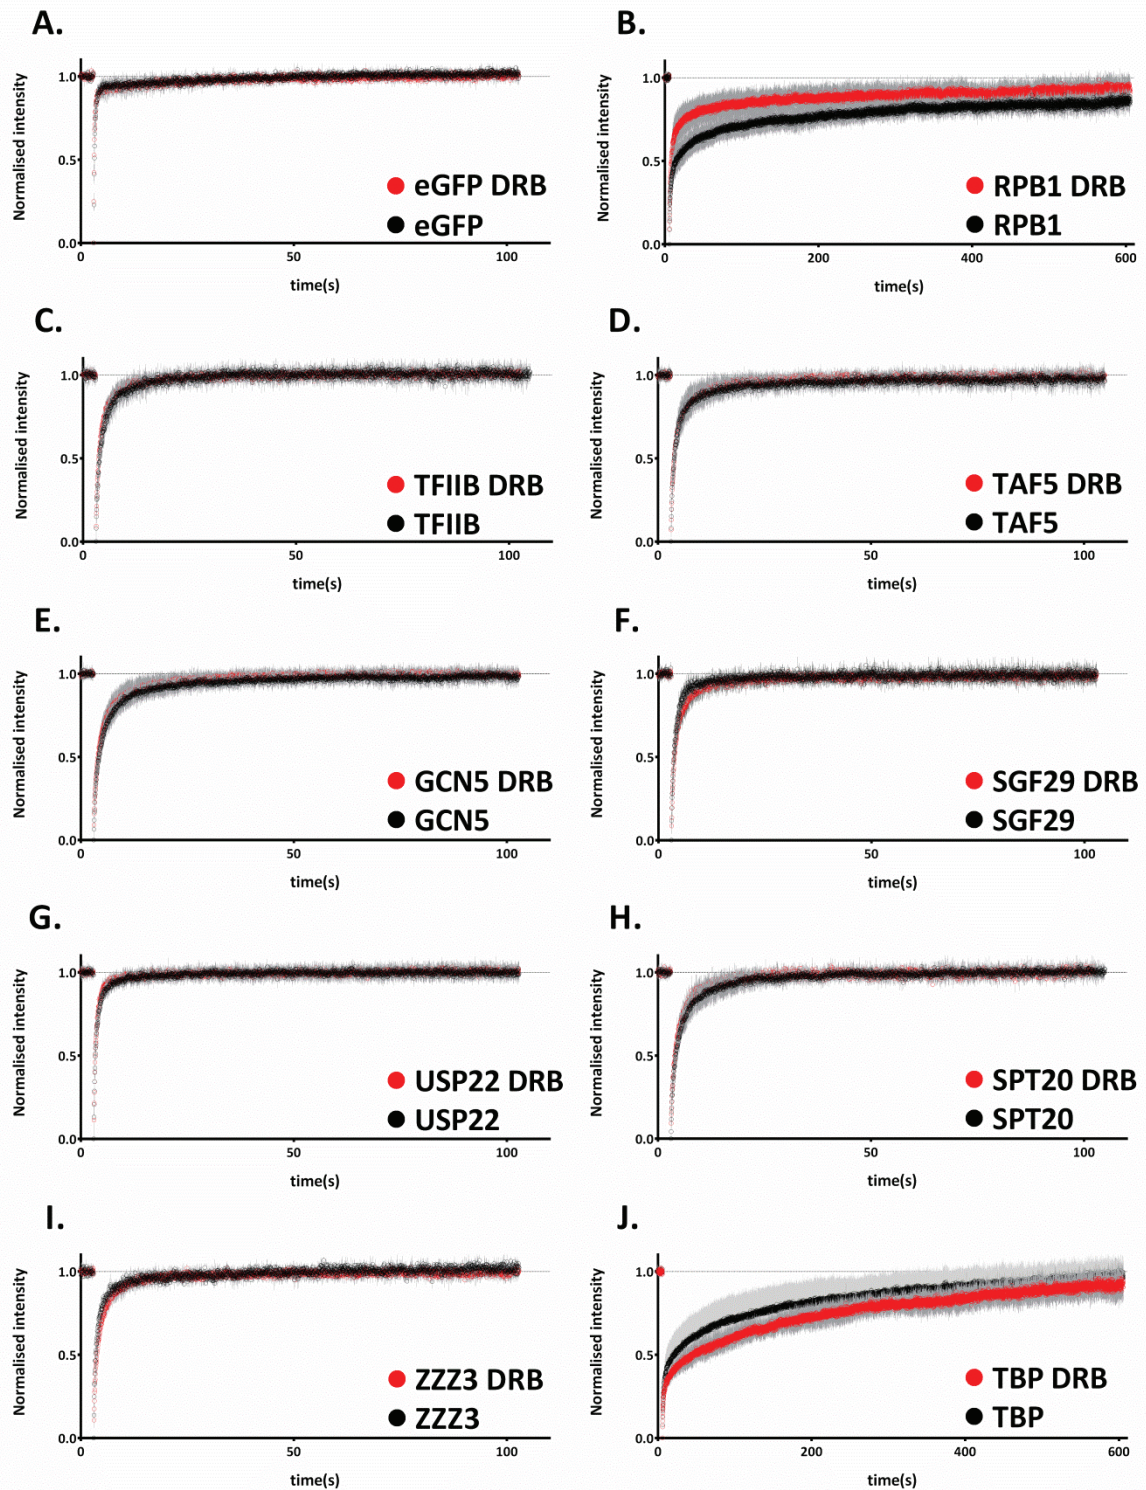 A.
Normalised intensity
1.0
0.5
0.0
0
50
100
time(s)
eGFP DRB
eGFP
B.
Normalised intensity
1.0
0.5
0.0
0
200
400
600
time(s)
RPB1 DRB
RPB1
C.
Normalised intensity
1.0
0.5
0.0
0
50
100
time(s)
TFIIB DRB
TFIIB
D.
Normalised intensity
1.0
0.5
0.0
0
50
100
time(s)
TAF5 DRB
TAF5
E.
Normalised intensity
1.0
0.5
0.0
0
50
100
time(s)
GCN5 DRB
GCN5
F.
Normalised intensity
1.0
0.5
0.0
0
50
100
time(s)
SGF29 DRB
SGF29
G.
Normalised intensity
1.0
0.5
0.0
0
50
100
time(s)
USP22 DRB
USP22
H.
Normalised intensity
1.0
0.5
0.0
0
50
100
time(s)
SPT20 DRB
SPT20
I.
Normalised intensity
1.0
0.5
0.0
0
50
100
time(s)
ZZZ3 DRB
ZZZ3
J.
Normalised intensity
1.0
0.5
0.0
0
200
400
600
time(s)
TBP DRB
TBP